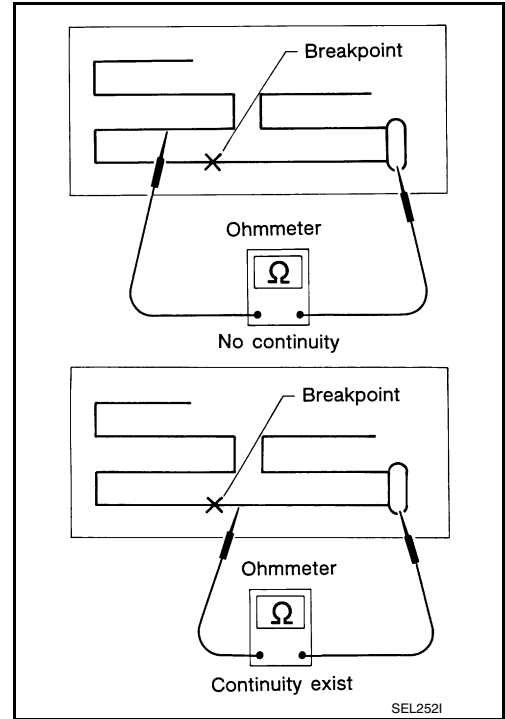 Breakpoint
Ohmmeter
Ω
No continuity
Breakpoint
Ohmmeter
Ω
Continuity exist
SEL252I